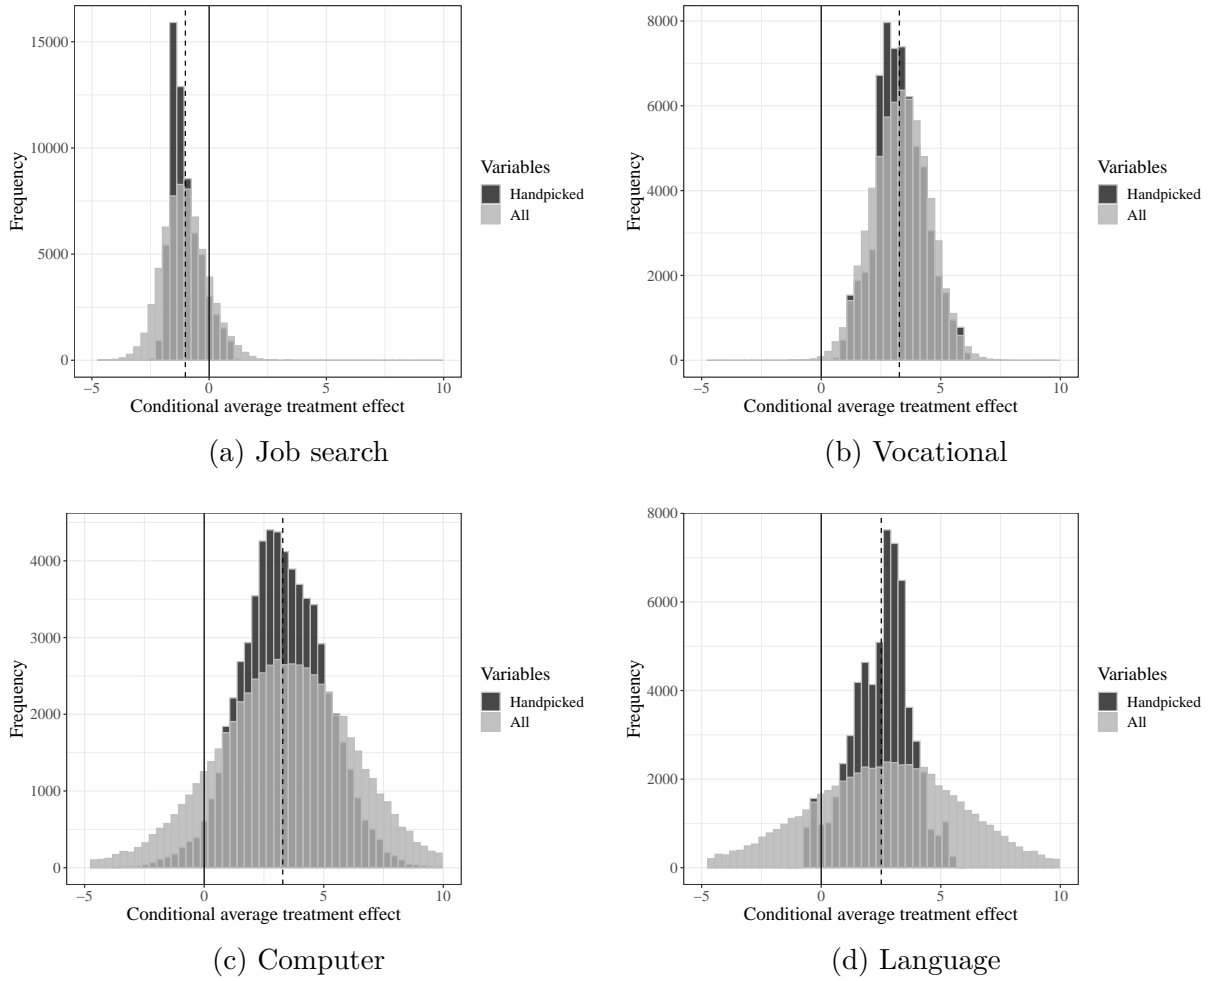 15000
10000
5000
0
Frequency
−5
0
5
10
Conditional average treatment effect
Variables
Handpicked
All
(a) Job search
8000
6000
4000
2000
0
Frequency
−5
0
5
10
Conditional average treatment effect
Variables
Handpicked
All
(b) Vocational
4000
3000
2000
1000
0
Frequency
−5
0
5
10
Conditional average treatment effect
Variables
Handpicked
All
(c) Computer
8000
6000
4000
2000
0
Frequency
−5
0
5
10
Conditional average treatment effect
Variables
Handpicked
All
(d) Language